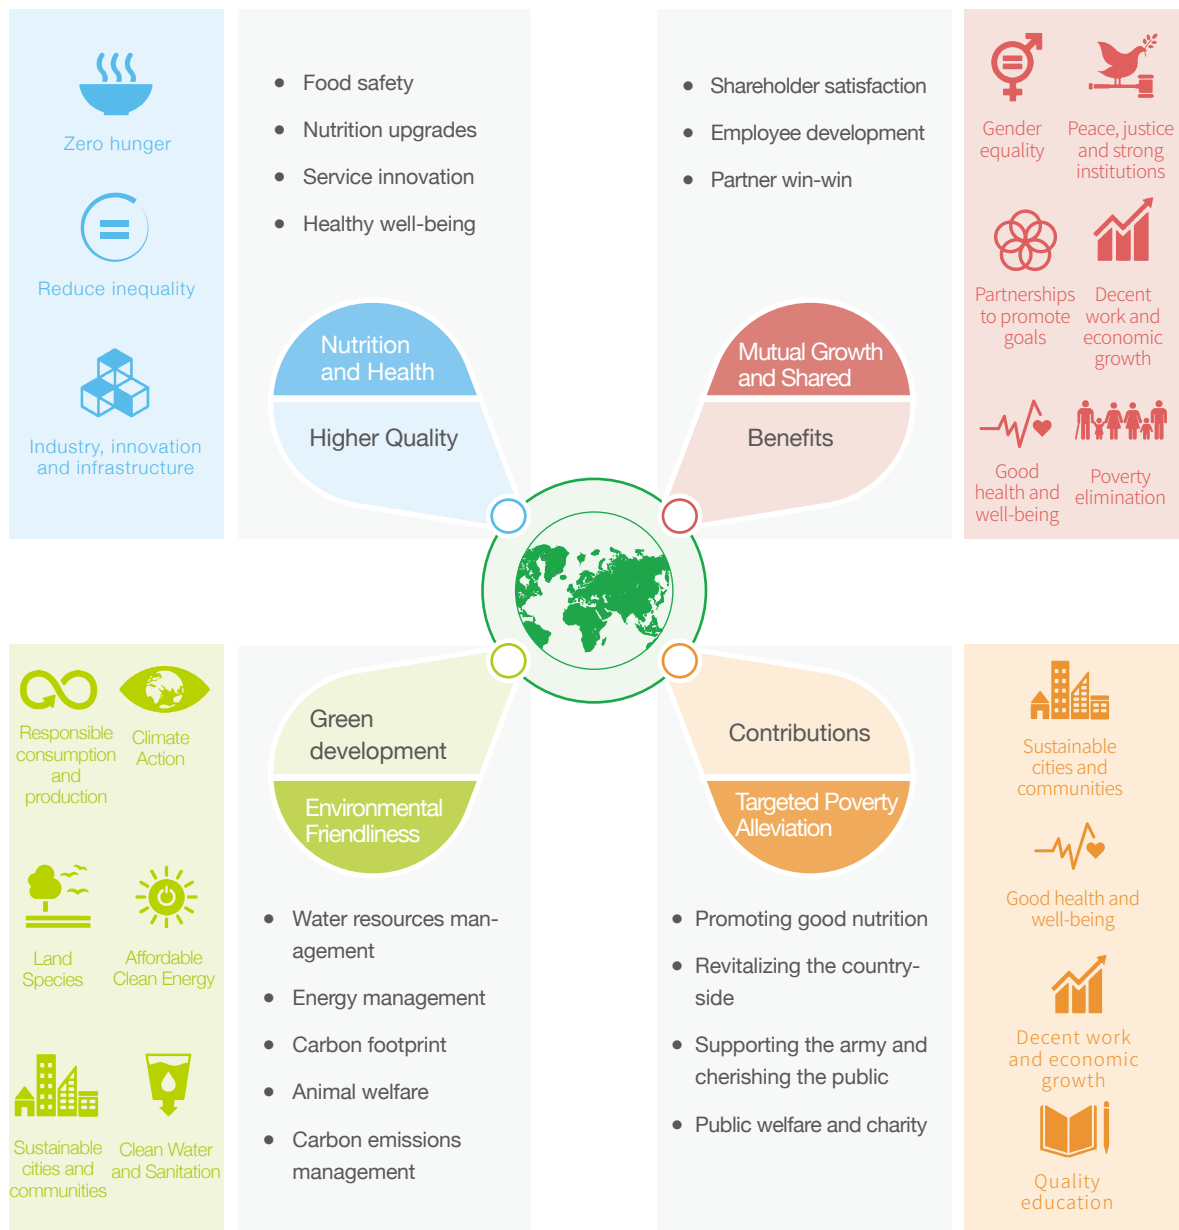 Zero hunger
Reduce inequality
Industry, innovation
and infrastructure
Food safety
Nutrition upgrades
Service innovation
Healthy well-being
Nutrition
and Health
Higher Quality
Shareholder satisfaction
Employee development
Partner win-win
Mutual Growth
and Shared
Benefits
Gender
equality
Peace, justice
and strong
institutions
Partnerships
to promote
goals
Decent
work and
economic
growth
Good
health and
well-being
Poverty
elimination
Responsible
consumption
and
production
Climate
Action
Land
Species
Affordable
Clean Energy
Sustainable
cities and
communities
Clean Water
and Sanitation
Green
development
Environmental
Friendliness
Water resources man-
agement
Energy management
Carbon footprint
Animal welfare
Carbon emissions
management
Contributions
Targeted Poverty
Alleviation
Promoting good nutrition
Revitalizing the country-
side
Supporting the army and
cherishing the public
Public welfare and charity
Sustainable
cities and
communities
Good health and
well-being
Decent work
and economic
growth
Quality
education